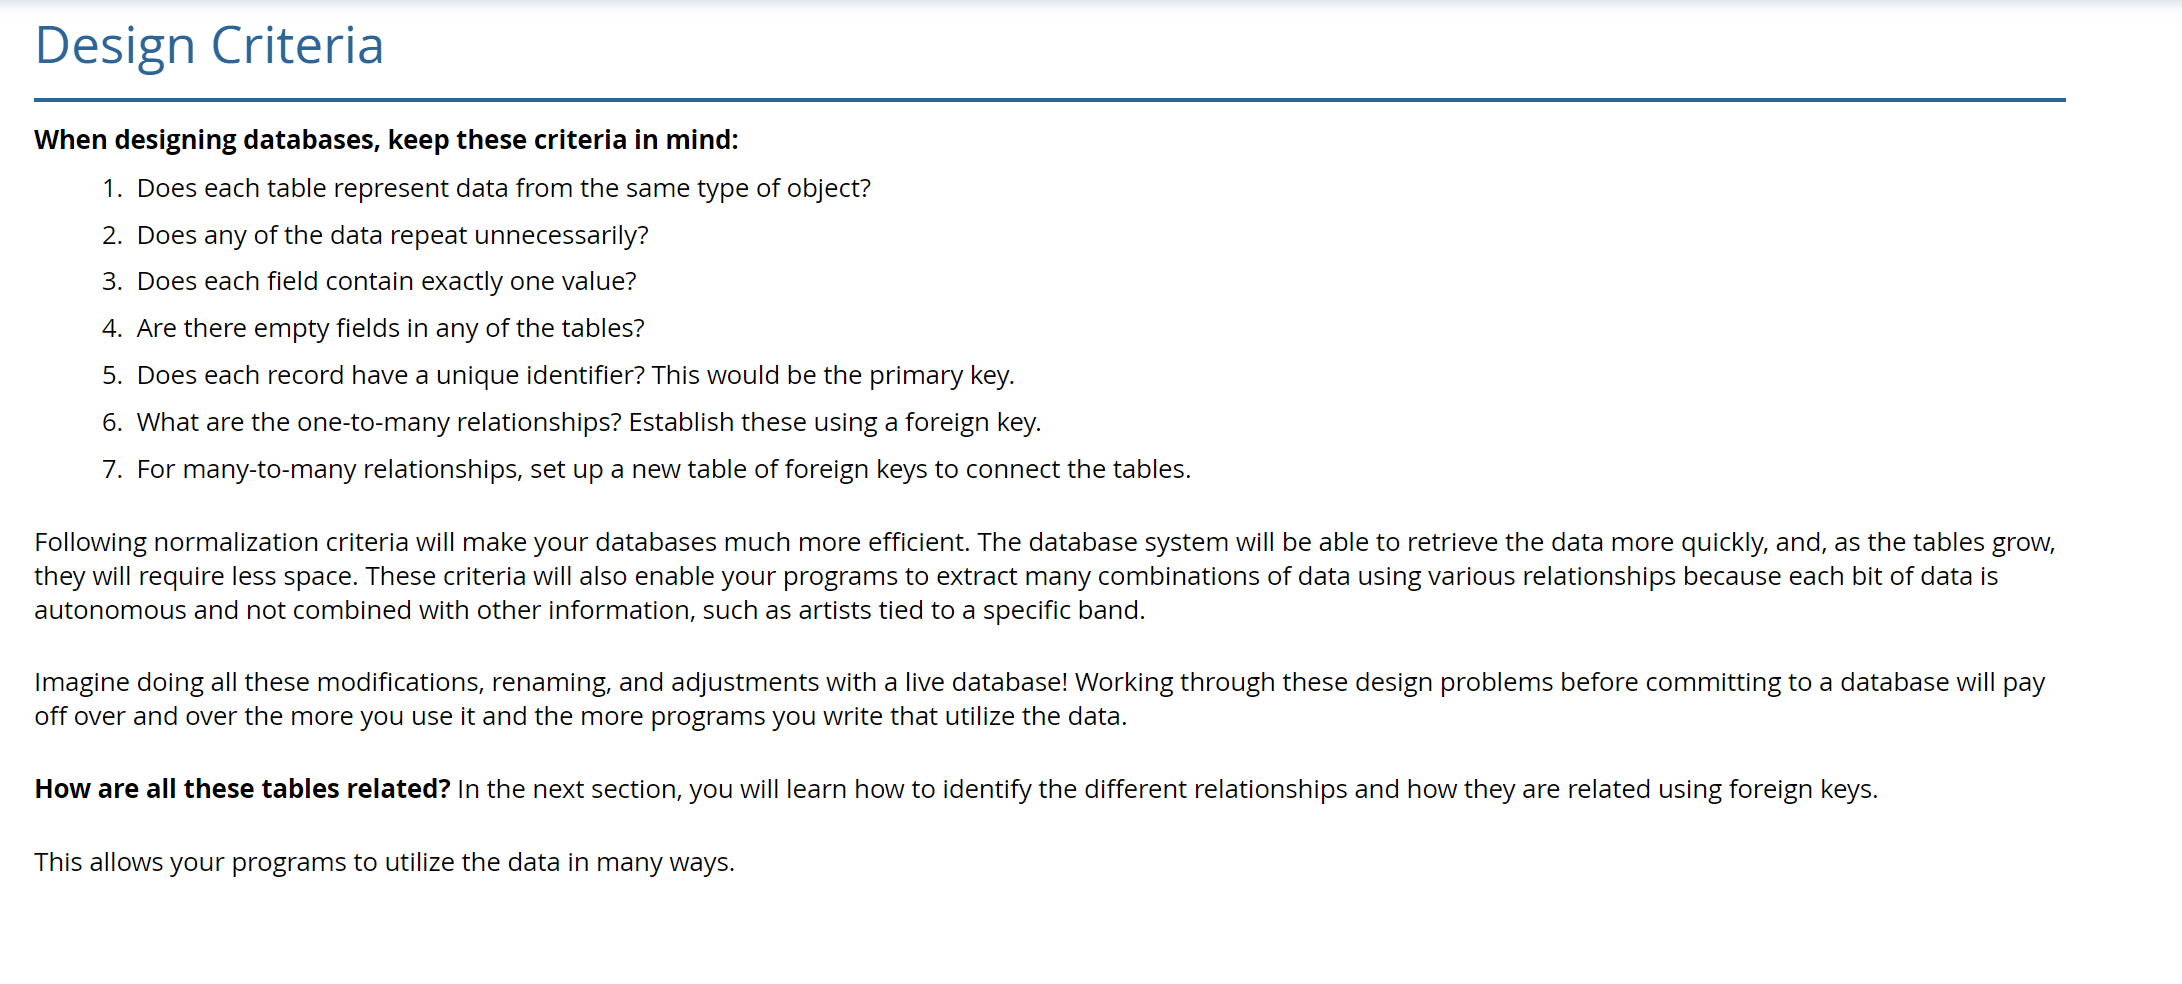 Design Criteria
When designing databases, keep these criteria in mind:
1. Does each table represent data from the same type of object?
2. Does any of the data repeat unnecessarily?
3. Does each field contain exactly one value?
4. Are there empty fields in any of the tables?
5. Does each record have a unique identifier? This would be the primary key.
6. What are the one-to-many relationships? Establish these using a foreign key.
7. For many-to-many relationships, set up a new table of foreign keys to connect the tables.
Following normalization criteria will make your databases much more efficient. The database system will be able to retrieve the data more quickly, and, as the tables grow,
they will require less space. These criteria will also enable your programs to extract many combinations of data using various relationships because each bit of data is
autonomous and not combined with other information, such as artists tied to a specific band.
Imagine doing all these modifications, renaming, and adjustments with a live database! Working through these design problems before committing to a database will pay
off over and over the more you use it and the more programs you write that utilize the data.
How are all these tables related? In the next section, you will learn how to identify the different relationships and how they are related using foreign keys.
This allows your programs to utilize the data in many ways.